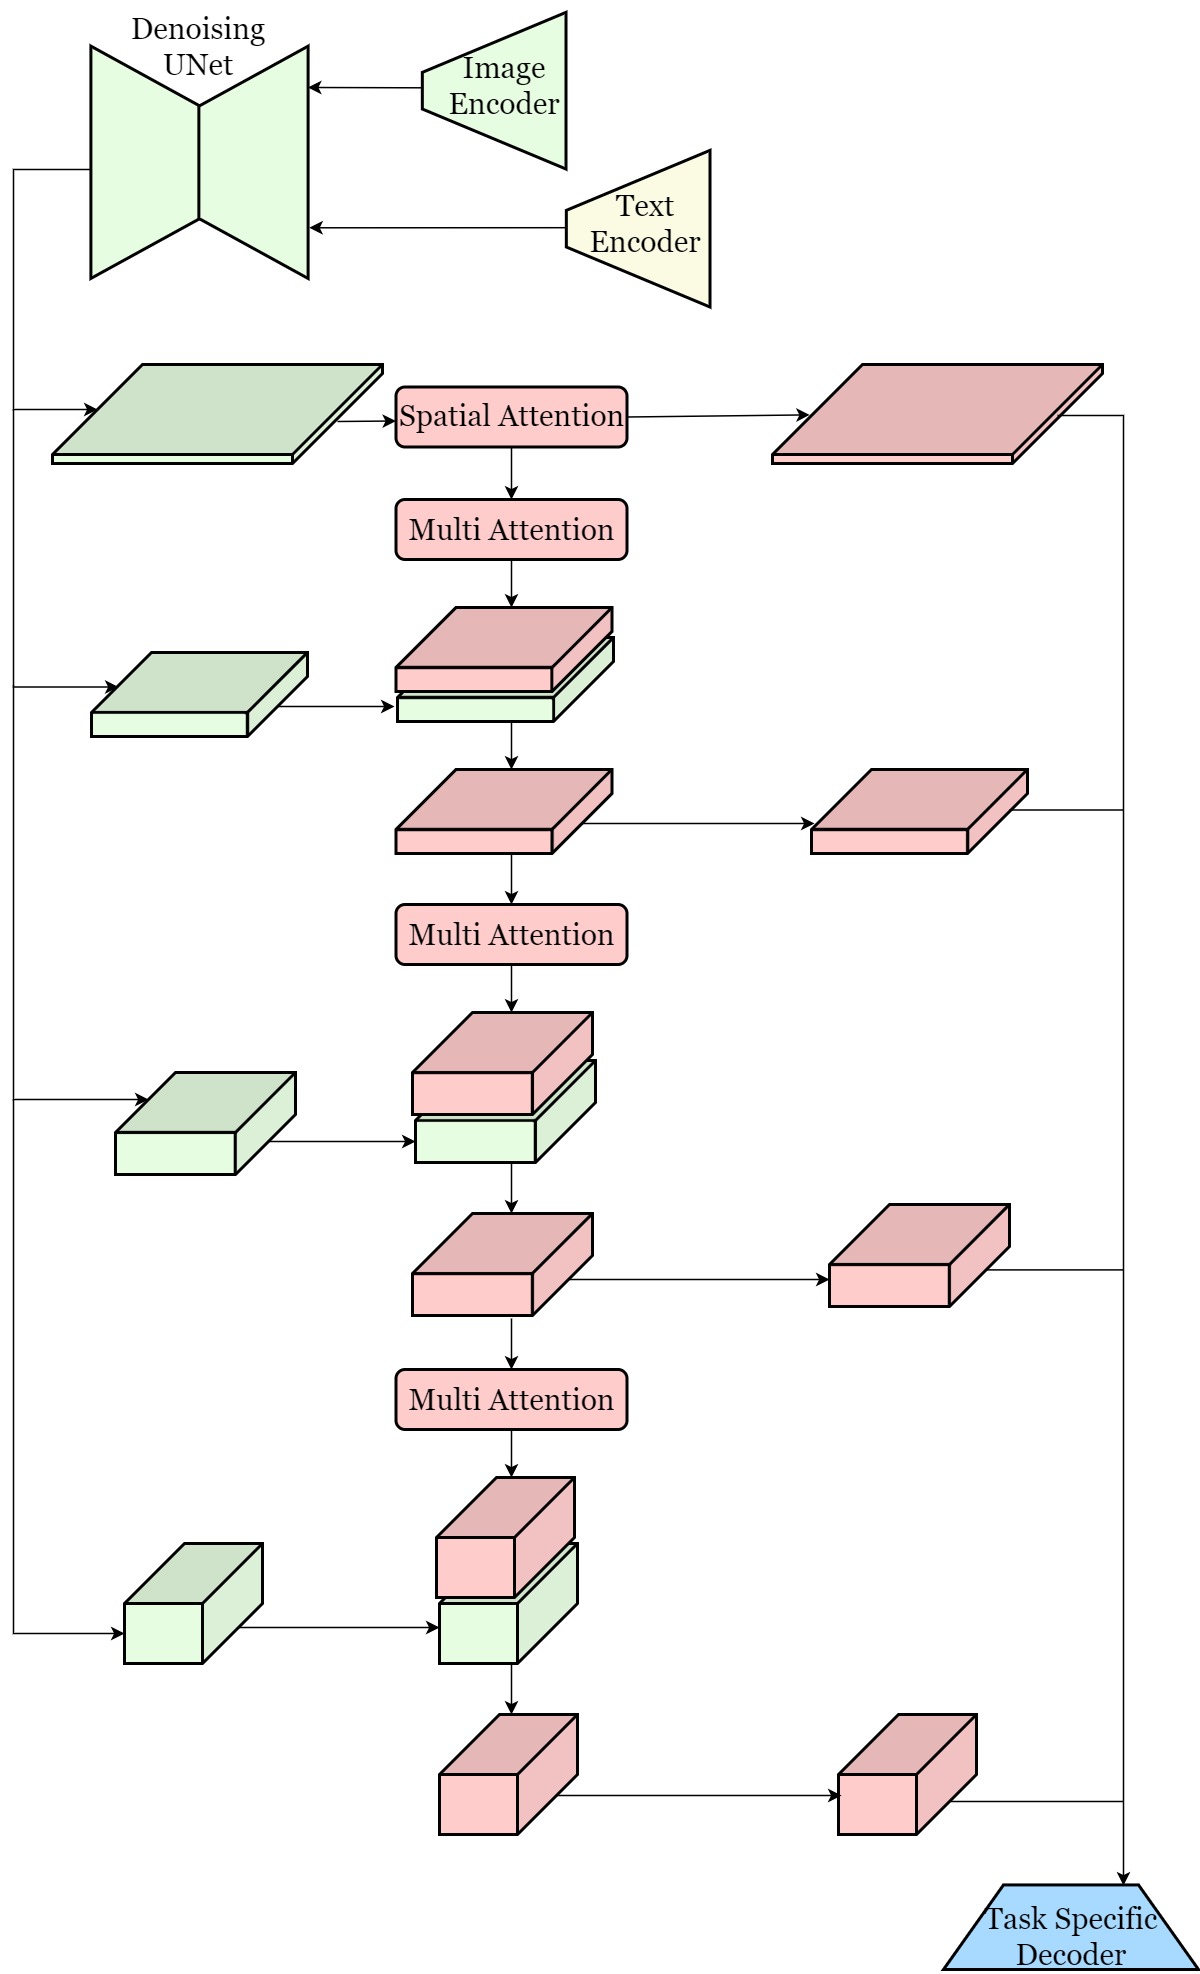 Denoising
UNet
Image
Encoder
Text
Encoder
Spatial Attention
Multi Attention
Multi Attention
Multi Attention
Task Specific
Decoder